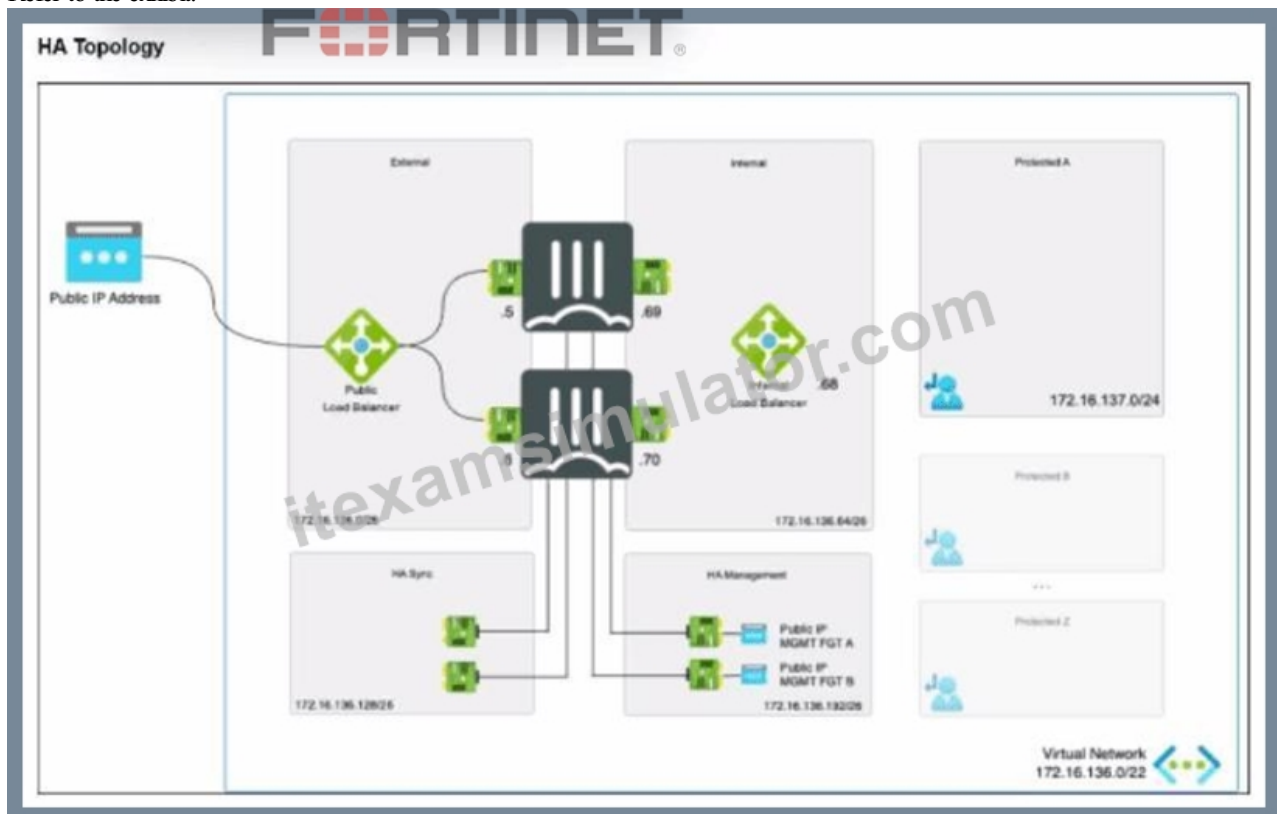 FORTINET®
HA Topology
External
Internal
Protected A
Public IP Address
.5
.69
Public
Load Balancer
.68
Load Balancer
172.16.137.0/24
.70
172.16.136.64/26
Protected B
HA Sync
HA Management
...
Public IP
MGMT FGT A
Public IP
MGMT FGT B
Protected Z
172.16.136.128/26
172.16.136.192/26
Virtual Network
172.16.136.0/22
itexamsimulator.com